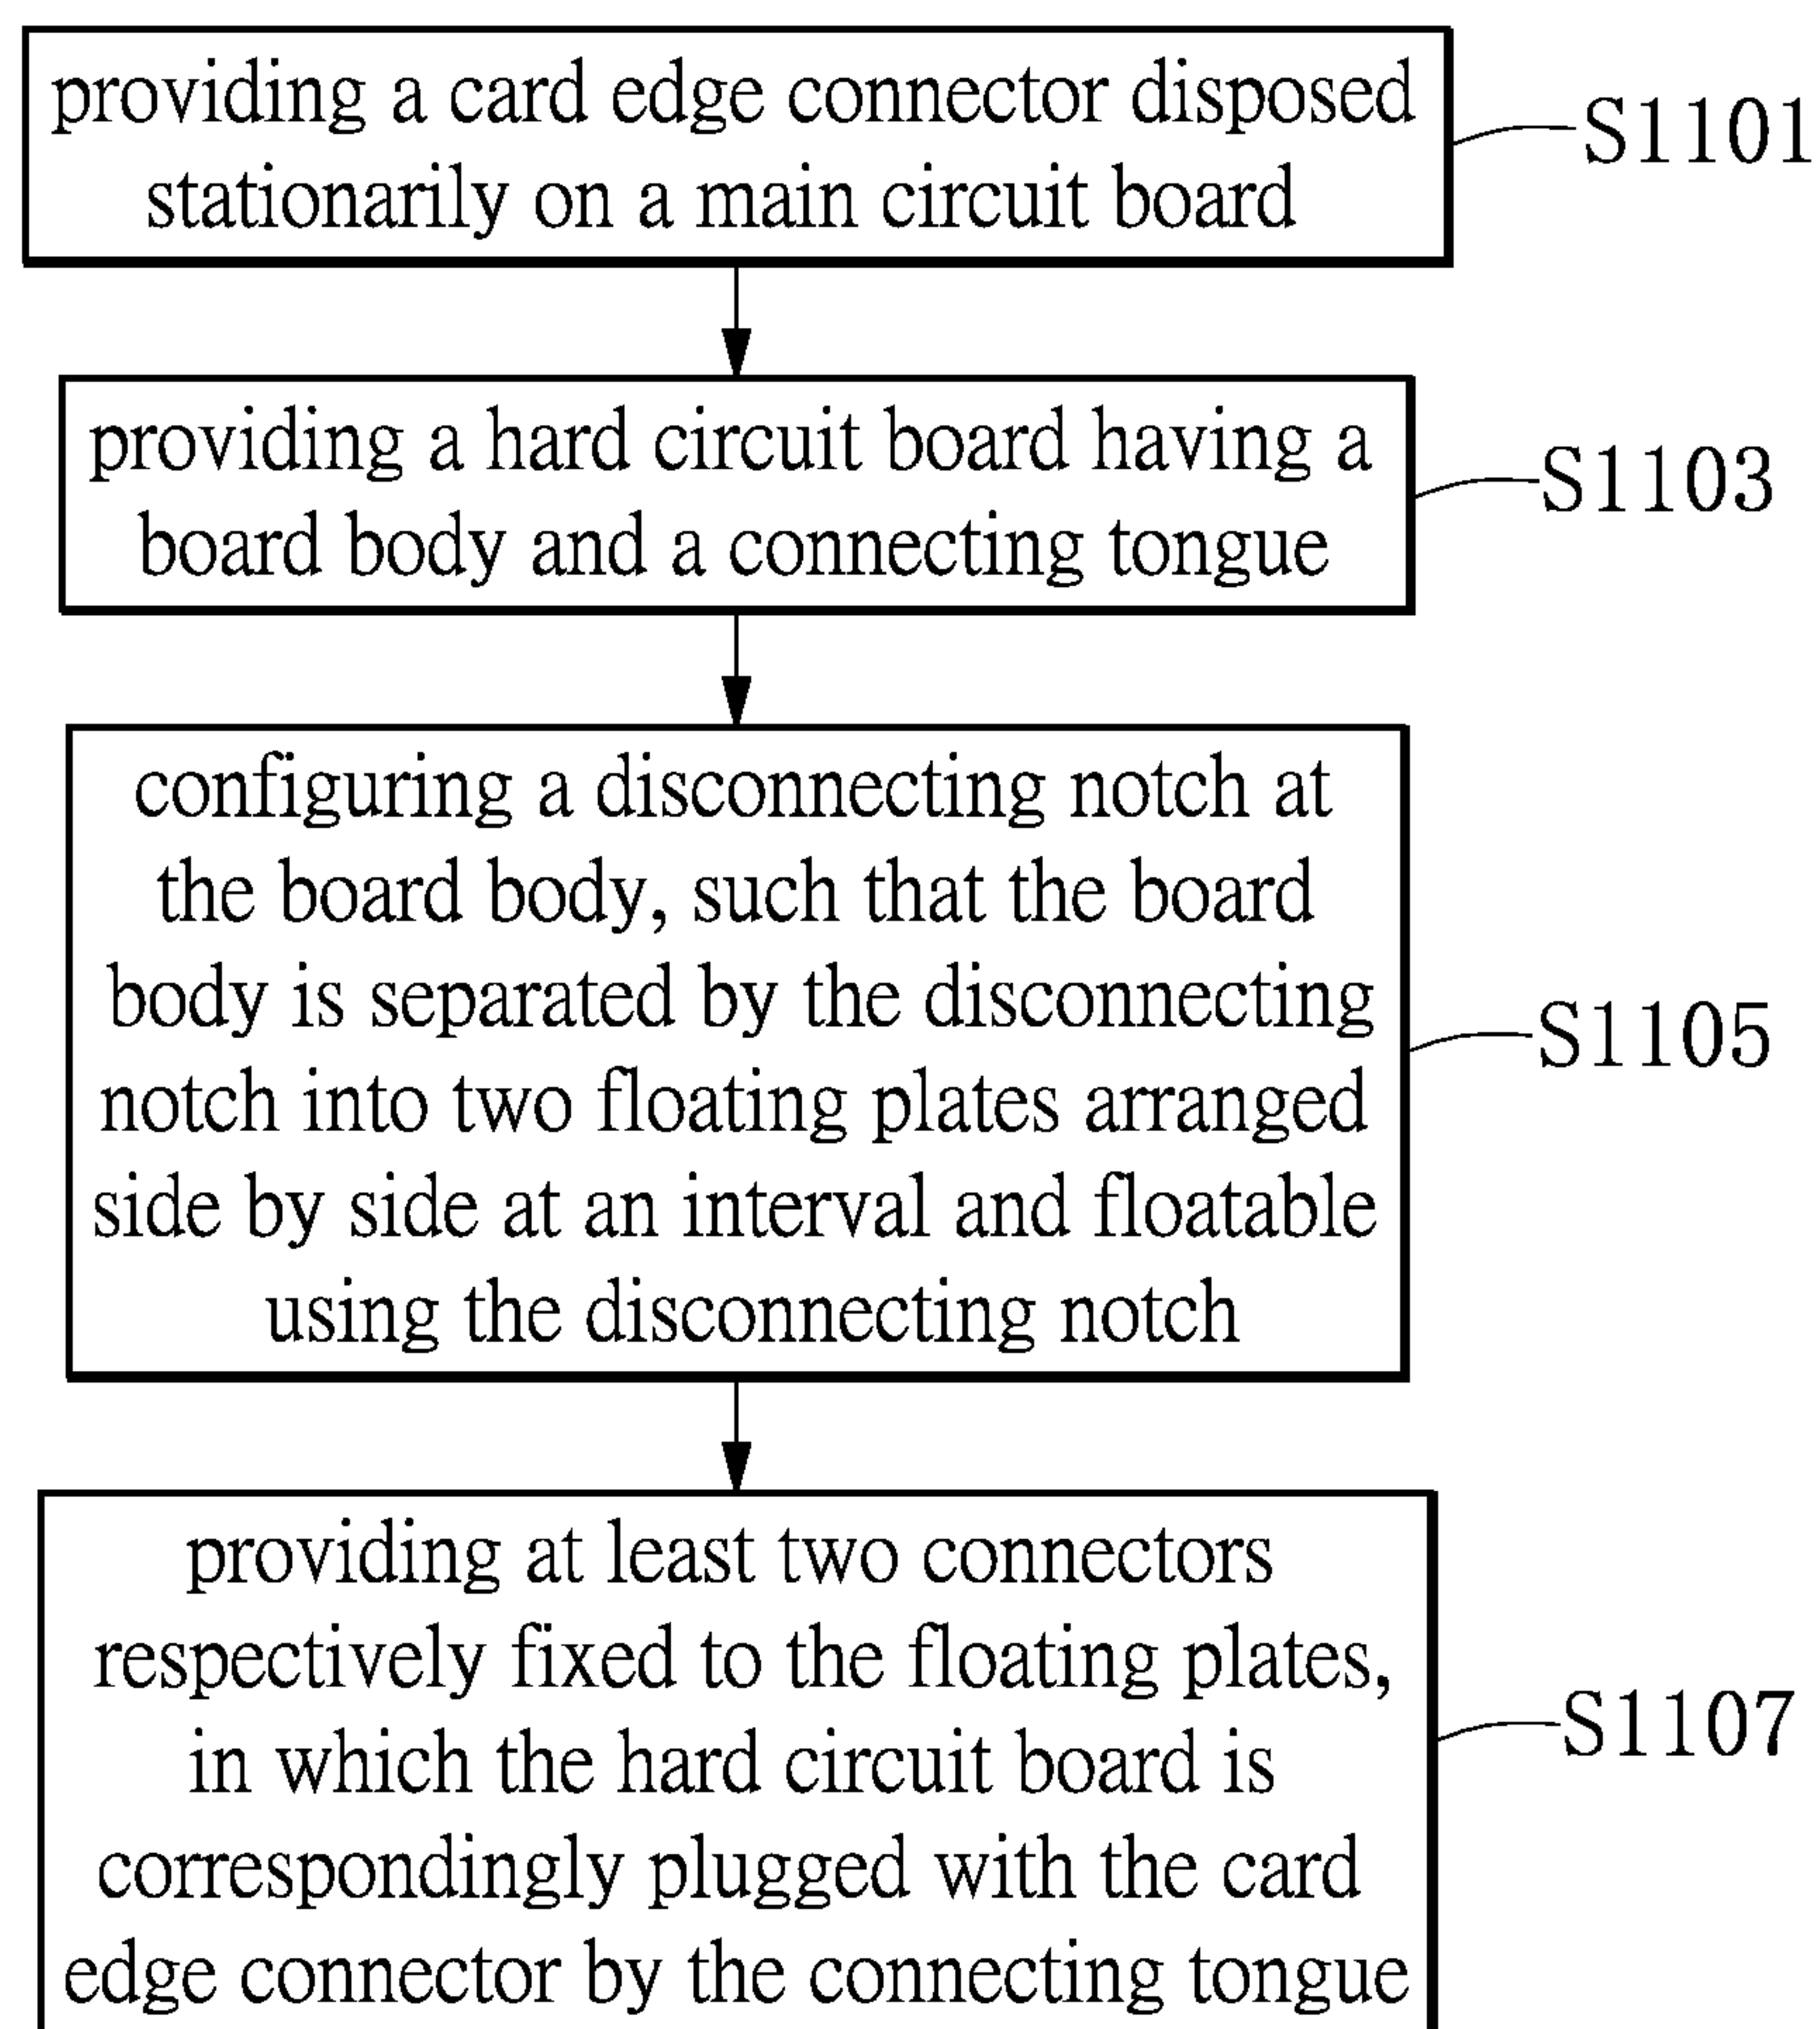 providing a card edge connector disposed
stationarily on a main circuit board
S1101
providing a hard circuit board having a
board body and a connecting tongue
S1103
configuring a disconnecting notch at
the board body, such that the board
body is separated by the disconnecting
notch into two floating plates arranged
side by side at an interval and floatable
using the disconnecting notch
S1105
providing at least two connectors
respectively fixed to the floating plates,
in which the hard circuit board is
correspondingly plugged with the card
edge connector by the connecting tongue
S1107